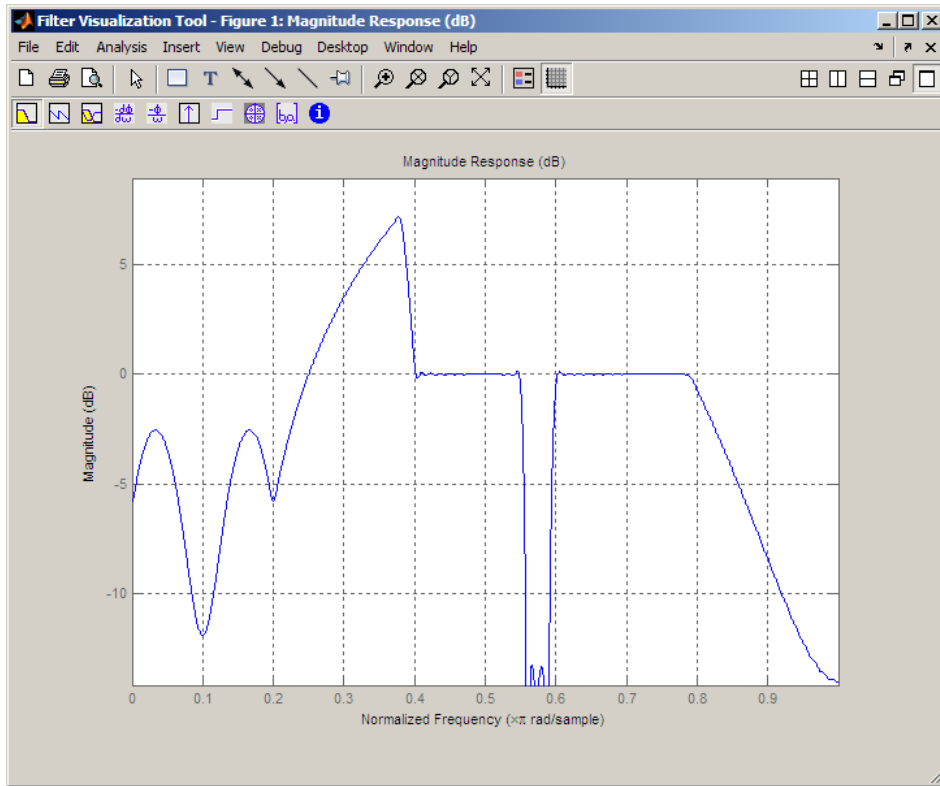 Filter Visualization Tool - Figure 1: Magnitude Response (dB)
File Edit Analysis Insert View Debug Desktop Window Help
T
[b,a]
Magnitude Response (dB)
5
0
-5
-10
Magnitude (dB)
0 0.1 0.2 0.3 0.4 0.5 0.6 0.7 0.8 0.9
Normalized Frequency (×π rad/sample)